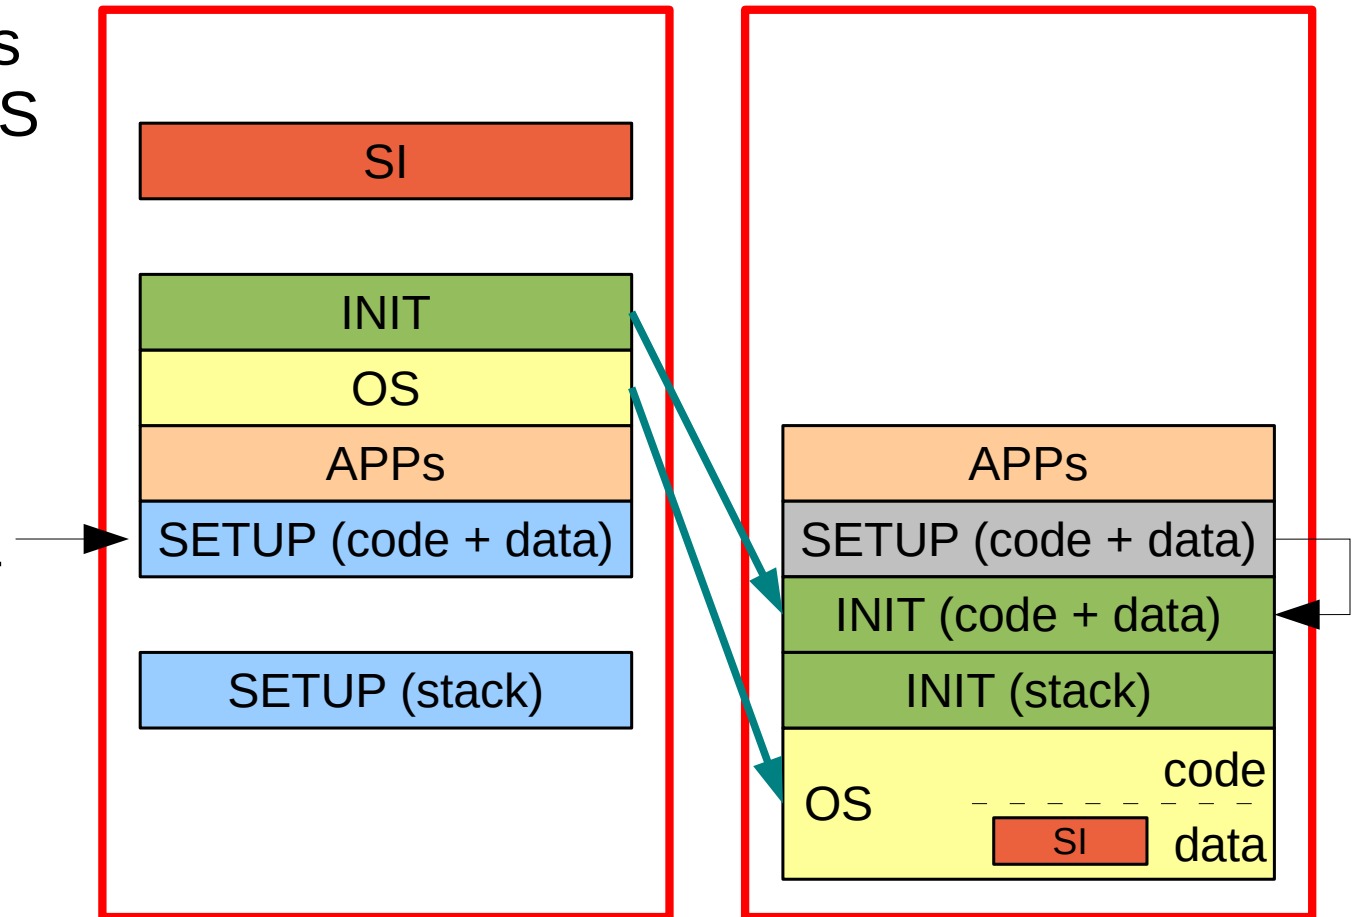 s
S
SI
INIT
OS
APPs
SETUP (code + data)
SETUP (stack)
APPs
SETUP (code + data)
INIT (code + data)
INIT (stack)
OS
code
SI
data